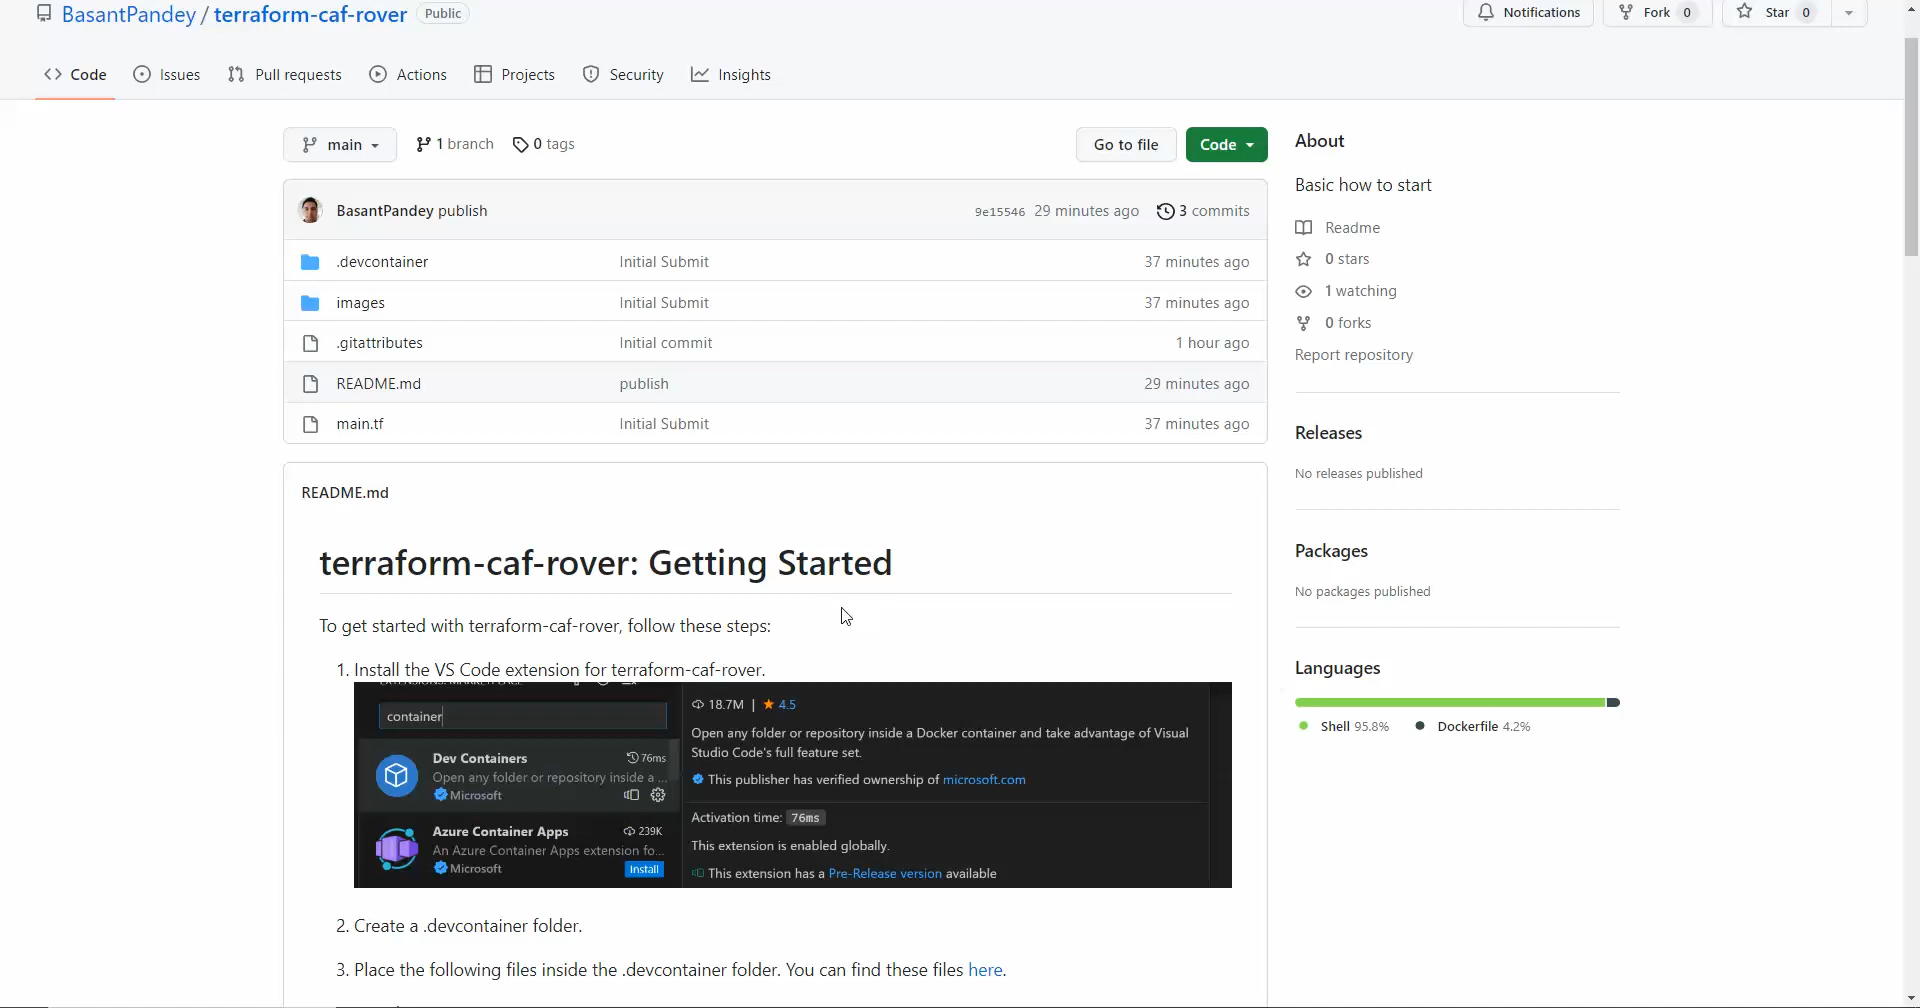 BasantPandey / terraform-caf-rover Public
Notifications Fork 0 Star 0
Code Issues Pull requests Actions Projects Security Insights
main 1 branch 0 tags Go to file Code
BasantPandey publish 9e15546 29 minutes ago 3 commits
.devcontainer Initial Submit 37 minutes ago
images Initial Submit 37 minutes ago
.gitattributes Initial commit 1 hour ago
README.md publish 29 minutes ago
main.tf Initial Submit 37 minutes ago
README.md
terraform-caf-rover: Getting Started
To get started with terraform-caf-rover, follow these steps:
1. Install the VS Code extension for terraform-caf-rover.
container
Dev Containers 76ms
Open any folder or repository inside a ...
Microsoft
Azure Container Apps 239K
An Azure Container Apps extension fo...
Microsoft Install
18.7M | 4.5
Open any folder or repository inside a Docker container and take advantage of Visual
Studio Code's full feature set.
This publisher has verified ownership of microsoft.com
Activation time: 76ms
This extension is enabled globally.
This extension has a Pre-Release version available
2. Create a .devcontainer folder.
3. Place the following files inside the .devcontainer folder. You can find these files here.
About
Basic how to start
Readme
0 stars
1 watching
0 forks
Report repository
Releases
No releases published
Packages
No packages published
Languages
Shell 95.8% Dockerfile 4.2%